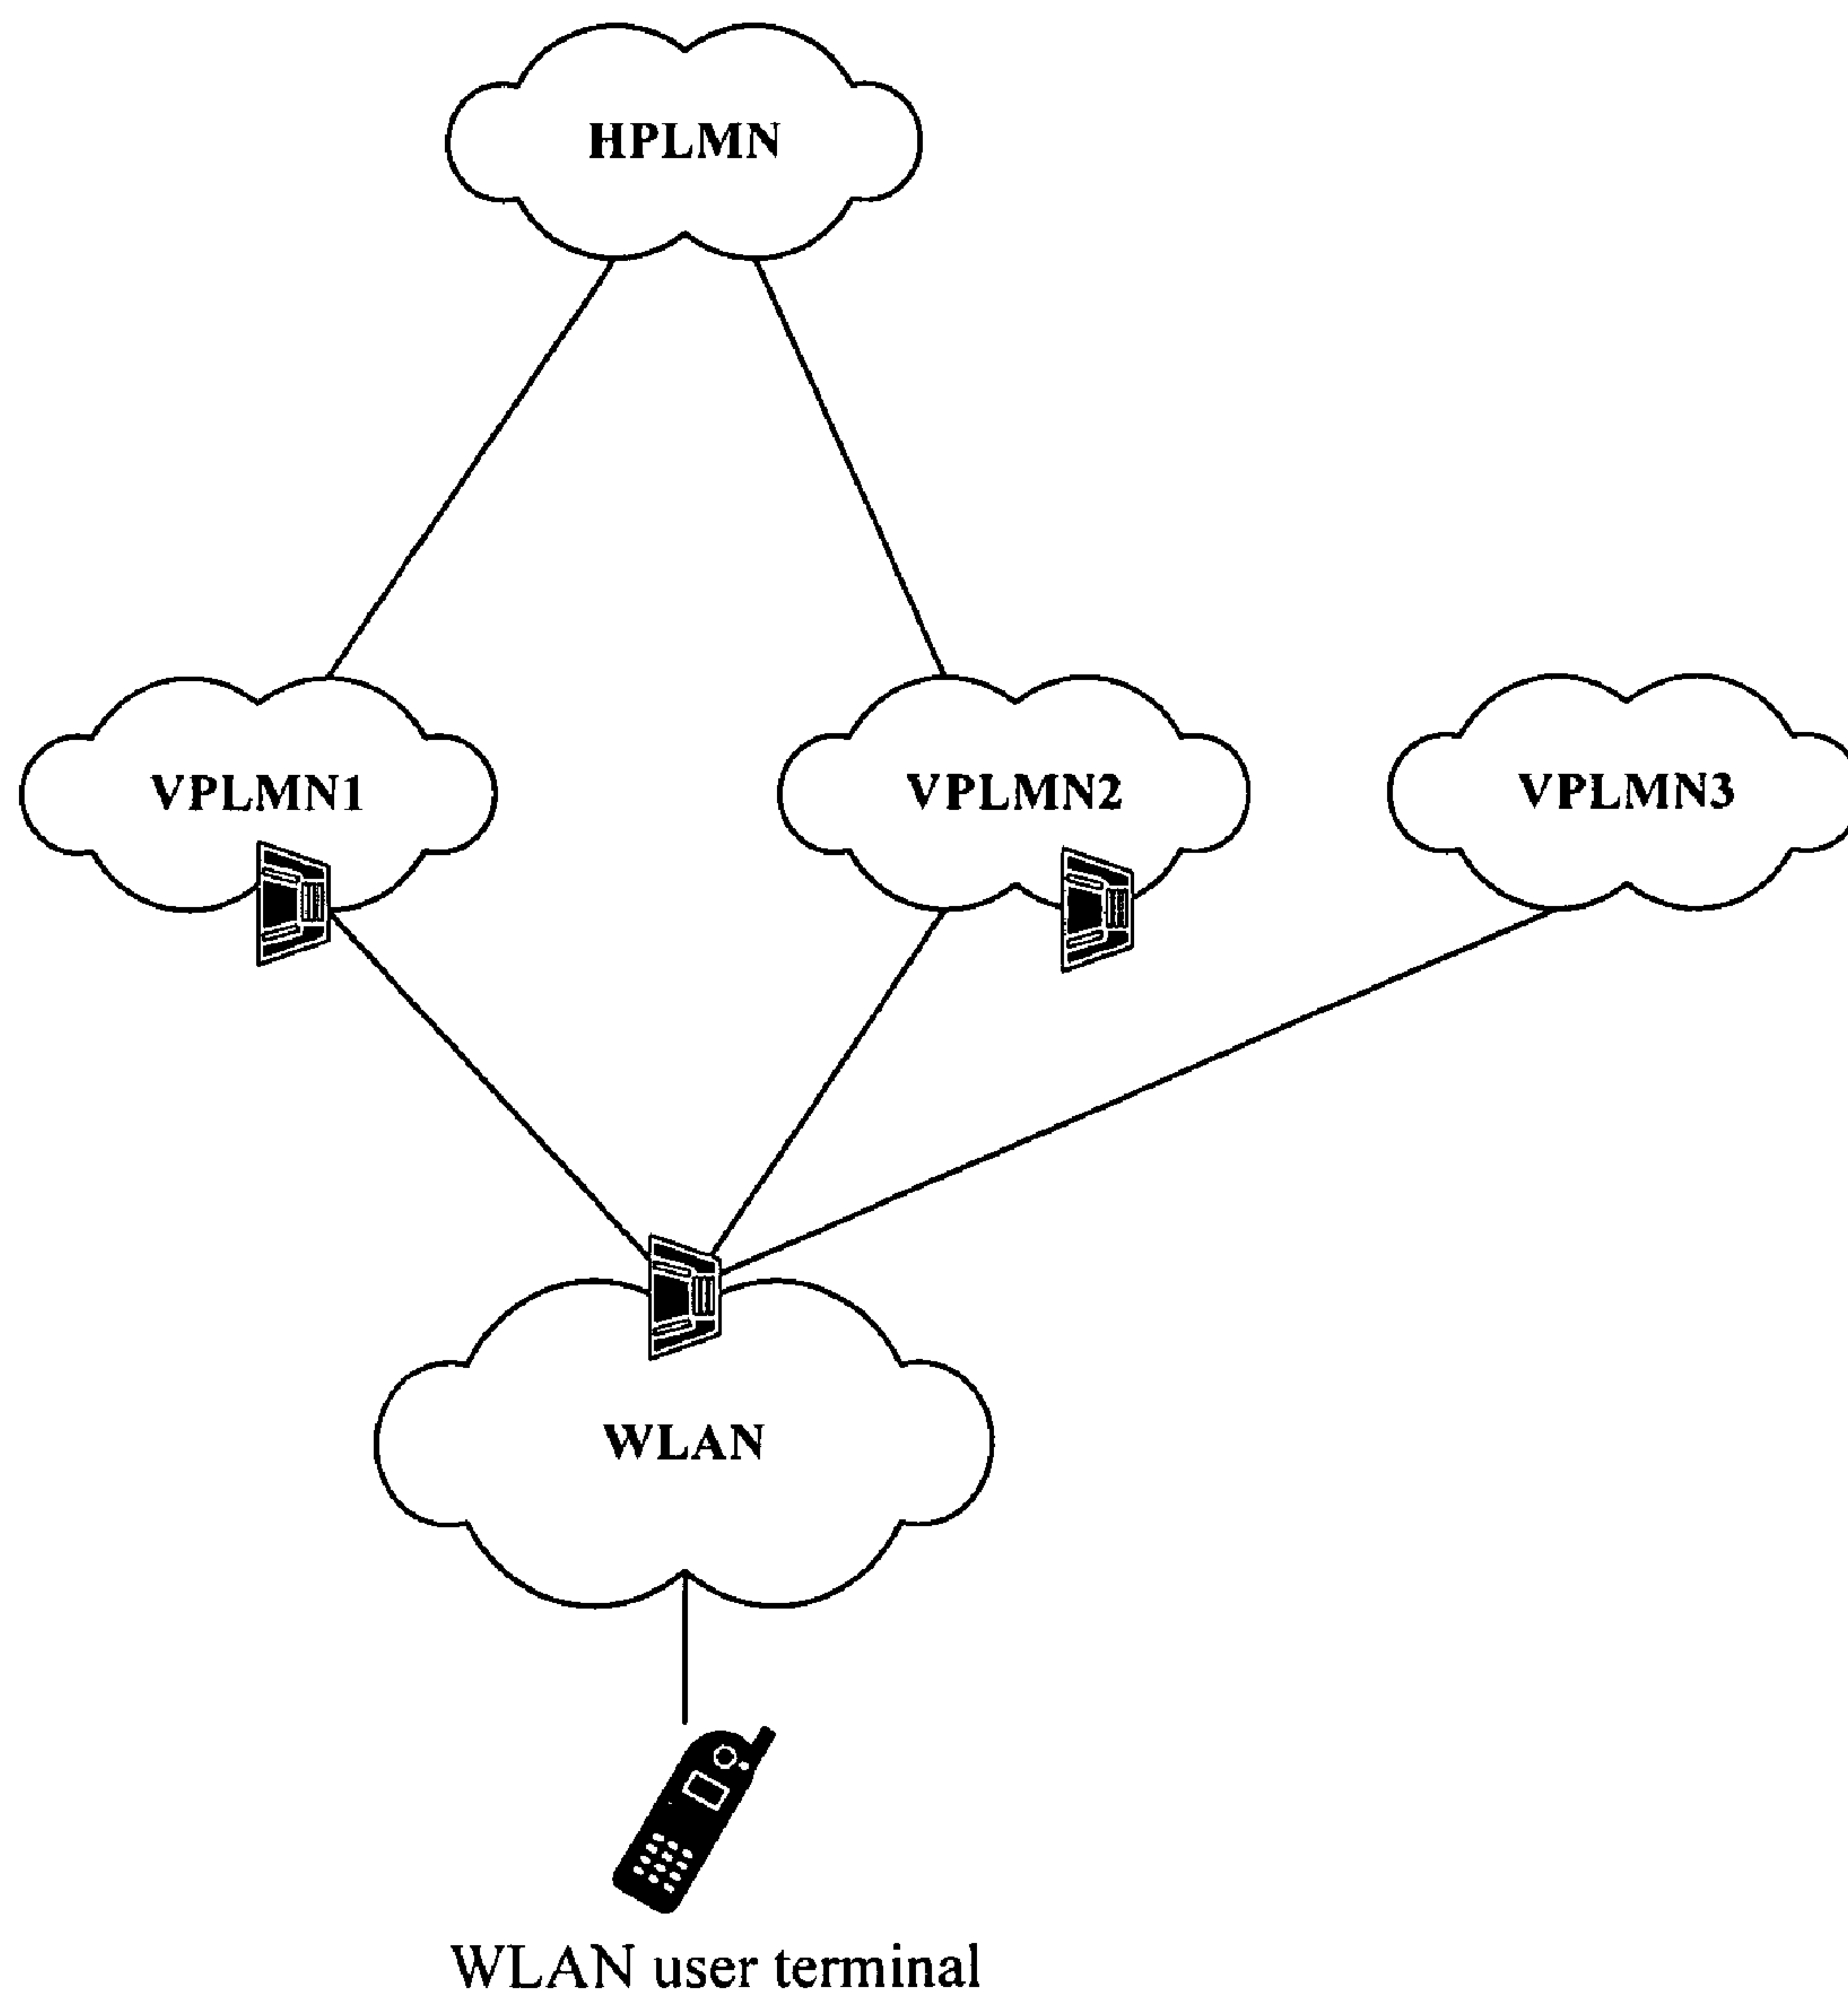 HPLMN
VPLMN1
VPLMN2
VPLMN3
WLAN
WLAN user terminal